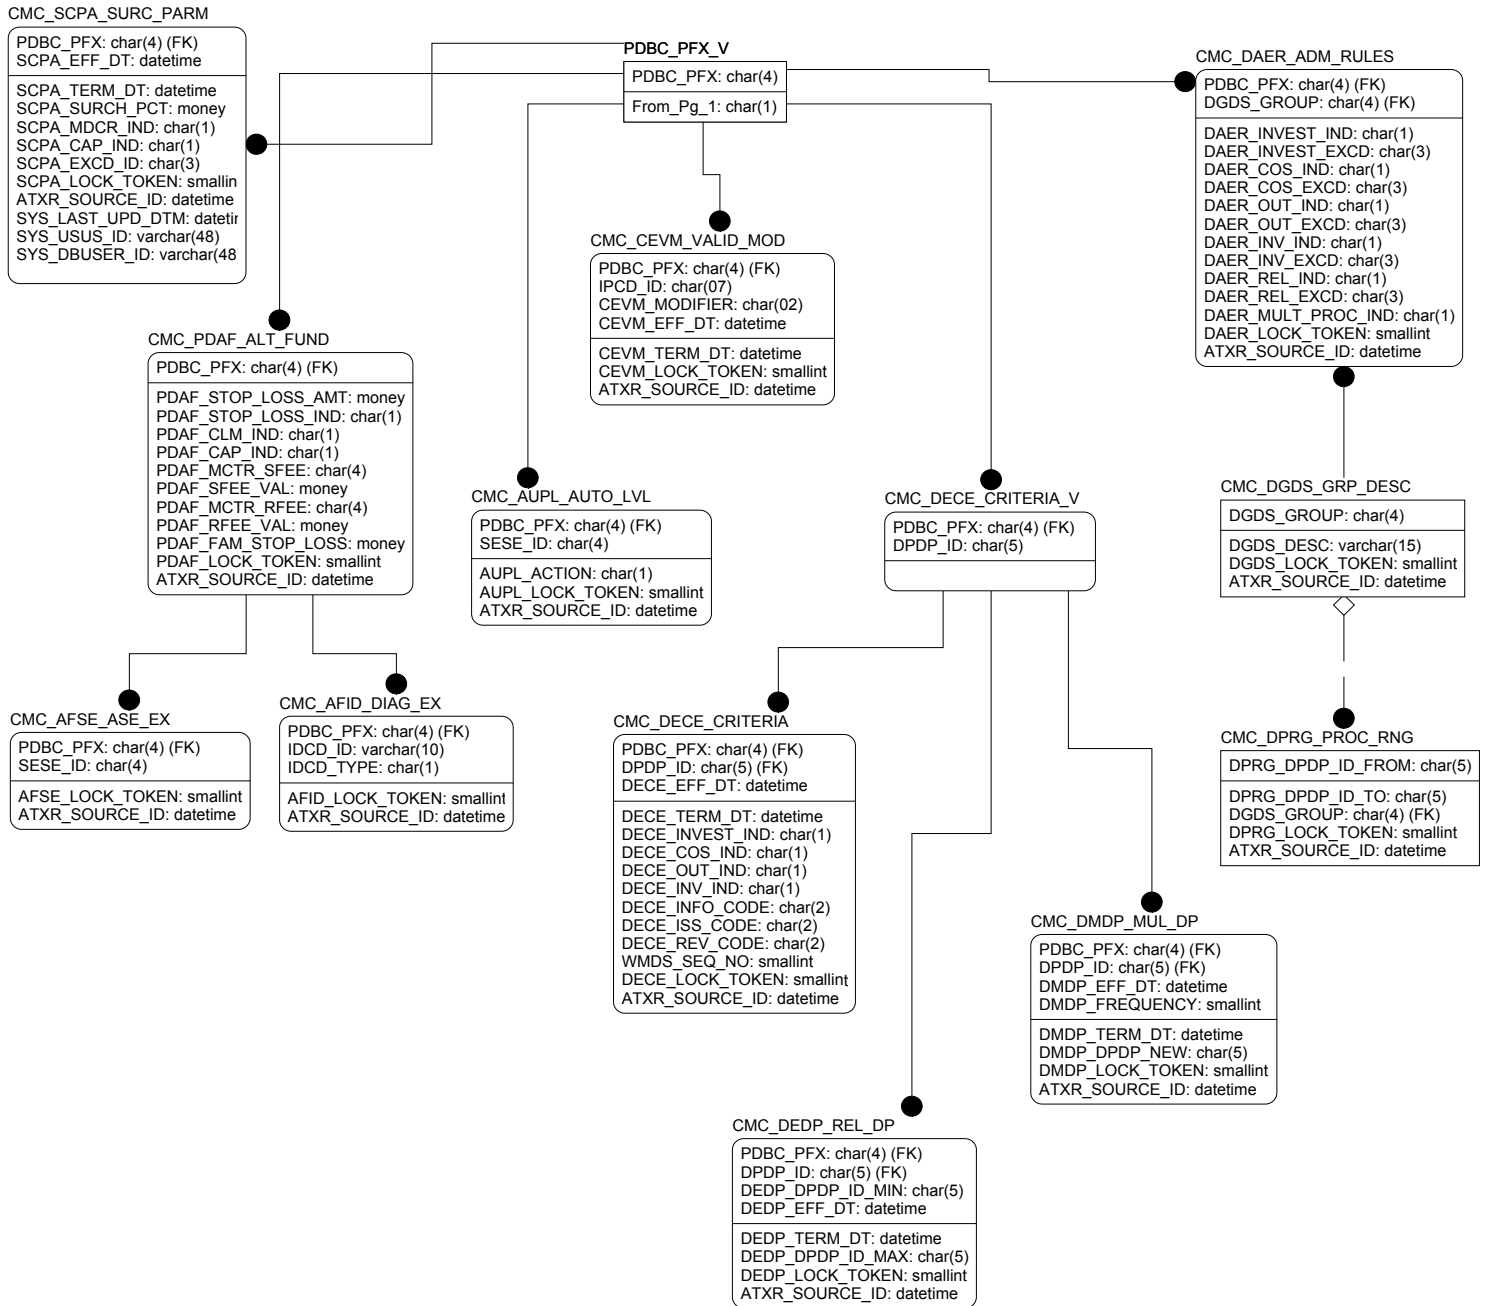 CMC_SCPA_SURC_PARM
PDBC_PFX: char(4) (FK)
SCPA_EFF_DT: datetime
SCPA_TERM_DT: datetime
SCPA_SURCH_PCT: money
SCPA_MDCR_IND: char(1)
SCPA_CAP_IND: char(1)
SCPA_EXCD_ID: char(3)
SCPA_LOCK_TOKEN: smallin
ATXR_SOURCE_ID: datetime
SYS_LAST_UPD_DTM: datetir
SYS_USUS_ID: varchar(48)
SYS_DBUSER_ID: varchar(48
PDBC_PFX_V
PDBC_PFX: char(4)
From_Pg_1: char(1)
CMC_DAER_ADM_RULES
PDBC_PFX: char(4) (FK)
DGDS_GROUP: char(4) (FK)
DAER_INVEST_IND: char(1)
DAER_INVEST_EXCD: char(3)
DAER_COS_IND: char(1)
DAER_COS_EXCD: char(3)
DAER_OUT_IND: char(1)
DAER_OUT_EXCD: char(3)
DAER_INV_IND: char(1)
DAER_INV_EXCD: char(3)
DAER_REL_IND: char(1)
DAER_REL_EXCD: char(3)
DAER_MULT_PROC_IND: char(1)
DAER_LOCK_TOKEN: smallint
ATXR_SOURCE_ID: datetime
CMC_CEVM_VALID_MOD
PDBC_PFX: char(4) (FK)
IPCD_ID: char(07)
CEVM_MODIFIER: char(02)
CEVM_EFF_DT: datetime
CEVM_TERM_DT: datetime
CEVM_LOCK_TOKEN: smallint
ATXR_SOURCE_ID: datetime
CMC_PDAF_ALT_FUND
PDBC_PFX: char(4) (FK)
PDAF_STOP_LOSS_AMT: money
PDAF_STOP_LOSS_IND: char(1)
PDAF_CLM_IND: char(1)
PDAF_CAP_IND: char(1)
PDAF_MCTR_SFEE: char(4)
PDAF_SFEE_VAL: money
PDAF_MCTR_RFEE: char(4)
PDAF_RFEE_VAL: money
PDAF_FAM_STOP_LOSS: money
PDAF_LOCK_TOKEN: smallint
ATXR_SOURCE_ID: datetime
CMC_AUPL_AUTO_LVL
PDBC_PFX: char(4) (FK)
SESE_ID: char(4)
AUPL_ACTION: char(1)
AUPL_LOCK_TOKEN: smallint
ATXR_SOURCE_ID: datetime
CMC_DECE_CRITERIA_V
PDBC_PFX: char(4) (FK)
DPDP_ID: char(5)
CMC_DGDS_GRP_DESC
DGDS_GROUP: char(4)
DGDS_DESC: varchar(15)
DGDS_LOCK_TOKEN: smallint
ATXR_SOURCE_ID: datetime
CMC_AFSE_ASE_EX
PDBC_PFX: char(4) (FK)
SESE_ID: char(4)
AFSE_LOCK_TOKEN: smallint
ATXR_SOURCE_ID: datetime
CMC_AFID_DIAG_EX
PDBC_PFX: char(4) (FK)
IDCD_ID: varchar(10)
IDCD_TYPE: char(1)
AFID_LOCK_TOKEN: smallint
ATXR_SOURCE_ID: datetime
CMC_DECE_CRITERIA
PDBC_PFX: char(4) (FK)
DPDP_ID: char(5) (FK)
DECE_EFF_DT: datetime
DECE_TERM_DT: datetime
DECE_INVEST_IND: char(1)
DECE_COS_IND: char(1)
DECE_OUT_IND: char(1)
DECE_INV_IND: char(1)
DECE_INFO_CODE: char(2)
DECE_ISS_CODE: char(2)
DECE_REV_CODE: char(2)
WMDS_SEQ_NO: smallint
DECE_LOCK_TOKEN: smallint
ATXR_SOURCE_ID: datetime
CMC_DPRG_PROC_RNG
DPRG_DPDP_ID_FROM: char(5)
DPRG_DPDP_ID_TO: char(5)
DGDS_GROUP: char(4) (FK)
DPRG_LOCK_TOKEN: smallint
ATXR_SOURCE_ID: datetime
CMC_DMDP_MUL_DP
PDBC_PFX: char(4) (FK)
DPDP_ID: char(5) (FK)
DMDP_EFF_DT: datetime
DMDP_FREQUENCY: smallint
DMDP_TERM_DT: datetime
DMDP_DPDP_NEW: char(5)
DMDP_LOCK_TOKEN: smallint
ATXR_SOURCE_ID: datetime
CMC_DEDP_REL_DP
PDBC_PFX: char(4) (FK)
DPDP_ID: char(5) (FK)
DEDP_DPDP_ID_MIN: char(5)
DEDP_EFF_DT: datetime
DEDP_TERM_DT: datetime
DEDP_DPDP_ID_MAX: char(5)
DEDP_LOCK_TOKEN: smallint
ATXR_SOURCE_ID: datetime